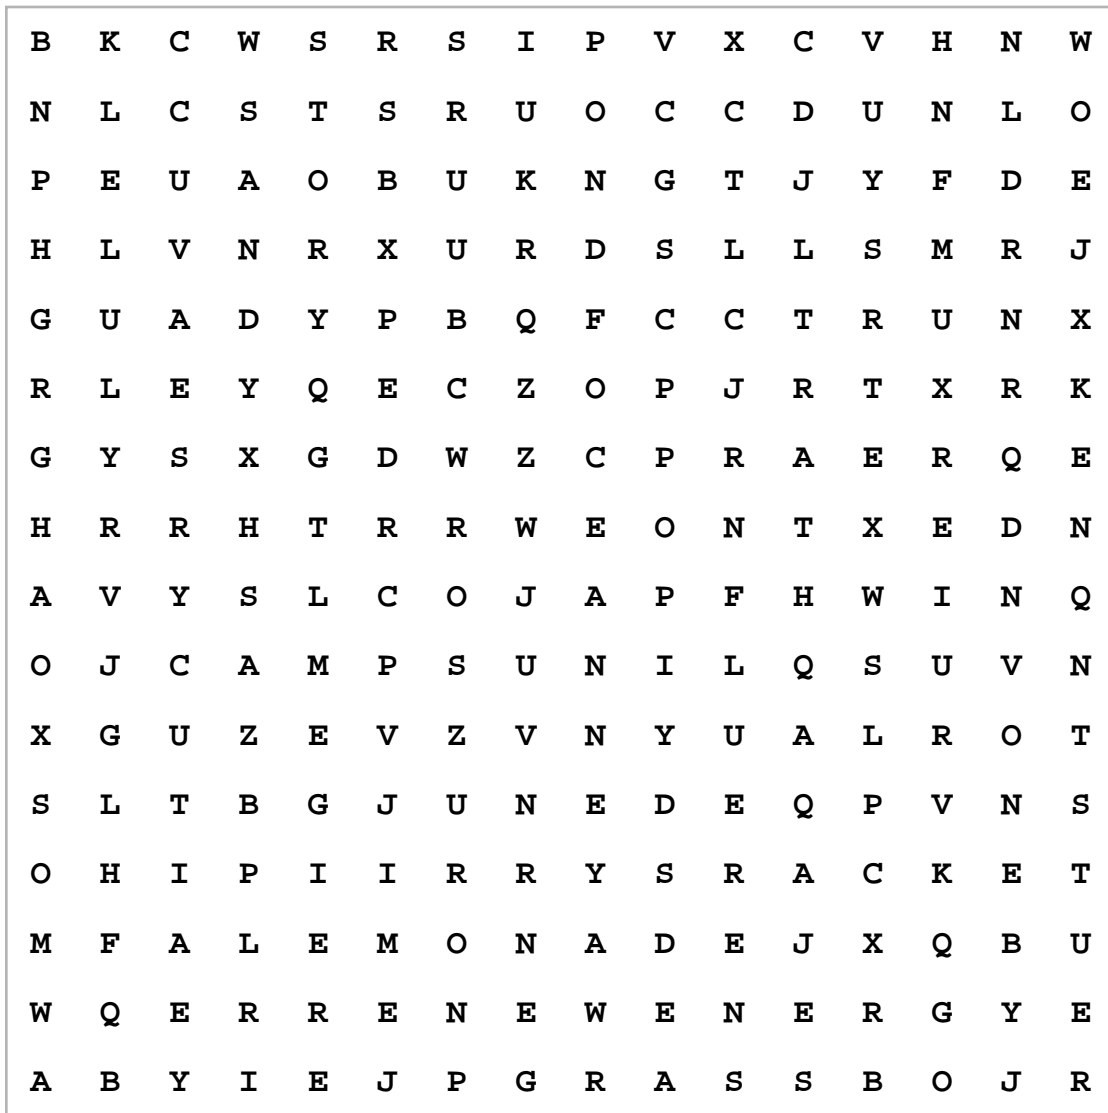 B K C W S R S I P V X C V H N W
N L C S T S R U O C C D U N L O
P E U A O B U K N G T J Y F D E
H L V N R X U R D S L L S M R J
G U A D Y P B Q F C C T R U N X
R L E Y Q E C Z O P J R T X R K
G Y S X G D W Z C P R A E R Q E
H R R H T R R W E O N T X E D N
A V Y S L C O J A P F H W I N Q
O J C A M P S U N I L Q S U V N
X G U Z E V Z V N Y U A L R O T
S L T B G J U N E D E Q P V N S
O H I P I I R R Y S R A C K E T
M F A L E M O N A D E J X Q B U
W Q E R R E N E W E N E R G Y E
A B Y I E J P G R A S S B O J R